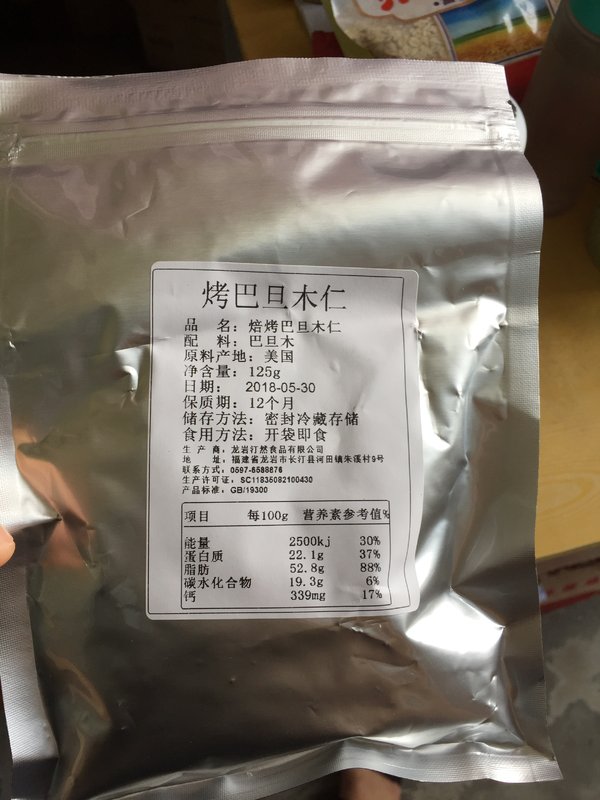 烤巴旦木仁
品　名：焙烤巴旦木仁
配　料：巴旦木
原料产地：美国
净含量：125g
日期：　2018-05-30
保质期：12个月
储存方法：密封冷藏存储
食用方法：开袋即食
生 产 商：龙岩汀然食品有限公司
地　　址：福建省龙岩市长汀县河田镇朱溪村9号
联系方式：0597-6588876
生产许可证：SC11835082100430
产品标准：GB/19300
项目　每100g　营养素参考值%
能量　2500kj　30%
蛋白质　22.1g　37%
脂肪　52.8g　88%
碳水化合物　19.3g　6%
钙　339mg　17%